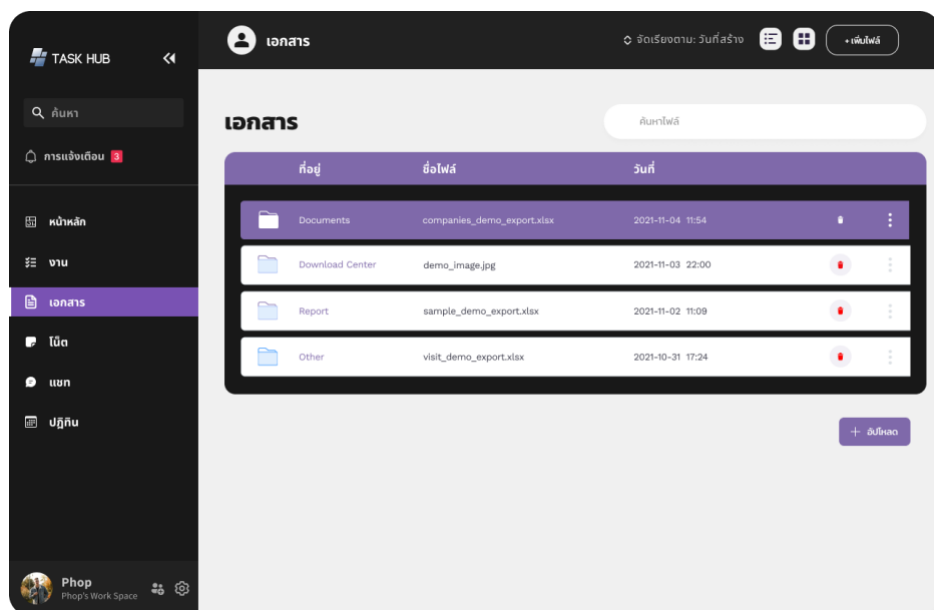 TASK HUB
ค้นหา
การแจ้งเตือน 3
หน้าหลัก
งาน
เอกสาร
โน๊ต
แชท
ปฏิทิน
Phop
Phop's Work Space
เอกสาร
จัดเรียงตาม: วันที่สร้าง
+ เพิ่มไฟล์
เอกสาร
ค้นหาไฟล์
ที่อยู่ ชื่อไฟล์ วันที่
Documents companies_demo_export.xlsx 2021-11-04 11:54
Download Center demo_image.jpg 2021-11-03 22:00
Report sample_demo_export.xlsx 2021-11-02 11:09
Other visit_demo_export.xlsx 2021-10-31 17:24
+ อัปโหลด